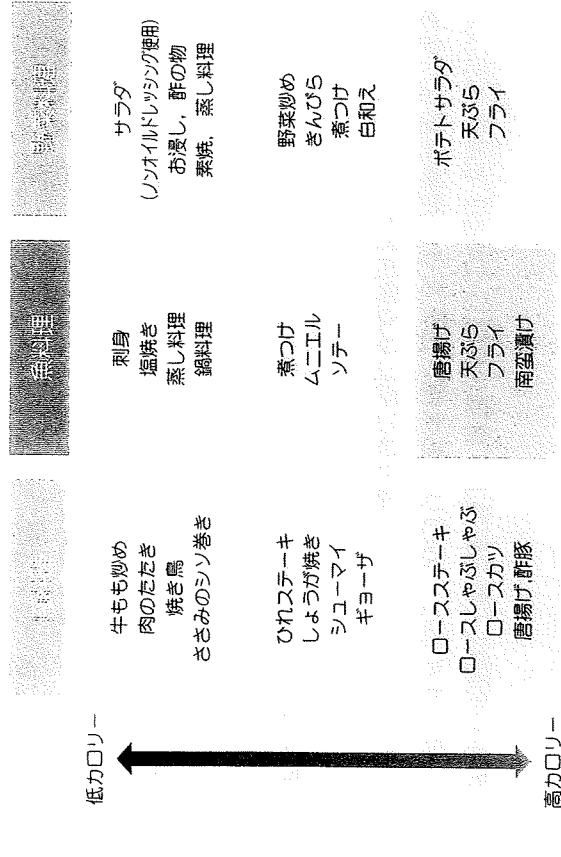 低カロリー
高カロリー
牛もも炒め
肉のたたき
焼き鳥
ささみのシソ巻き
ひれステーキ
しょうが焼き
シューマイ
ギョーザ
ロースステーキ
ロースしゃぶしゃぶ
ロースカツ
唐揚げ,酢豚
魚料理
刺身
塩焼き
蒸し料理
鍋料理
煮つけ
ムニエル
ソテー
唐揚げ
天ぷら
フライ
南蛮漬け
野菜料理
サラダ
(ノンオイルドレッシング使用)
お浸し，酢の物
素焼，蒸し料理
野菜炒め
きんぴら
煮つけ
白和え
ポテトサラダ
天ぷら
フライ